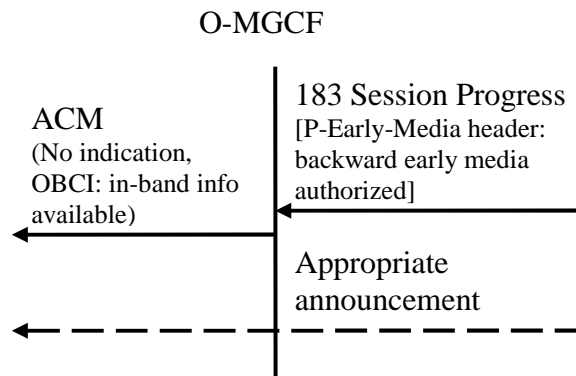 O-MGCF
ACM
(No indication,
OBCI: in-band info
available)
183 Session Progress
[P-Early-Media header:
backward early media
authorized]
Appropriate
announcement